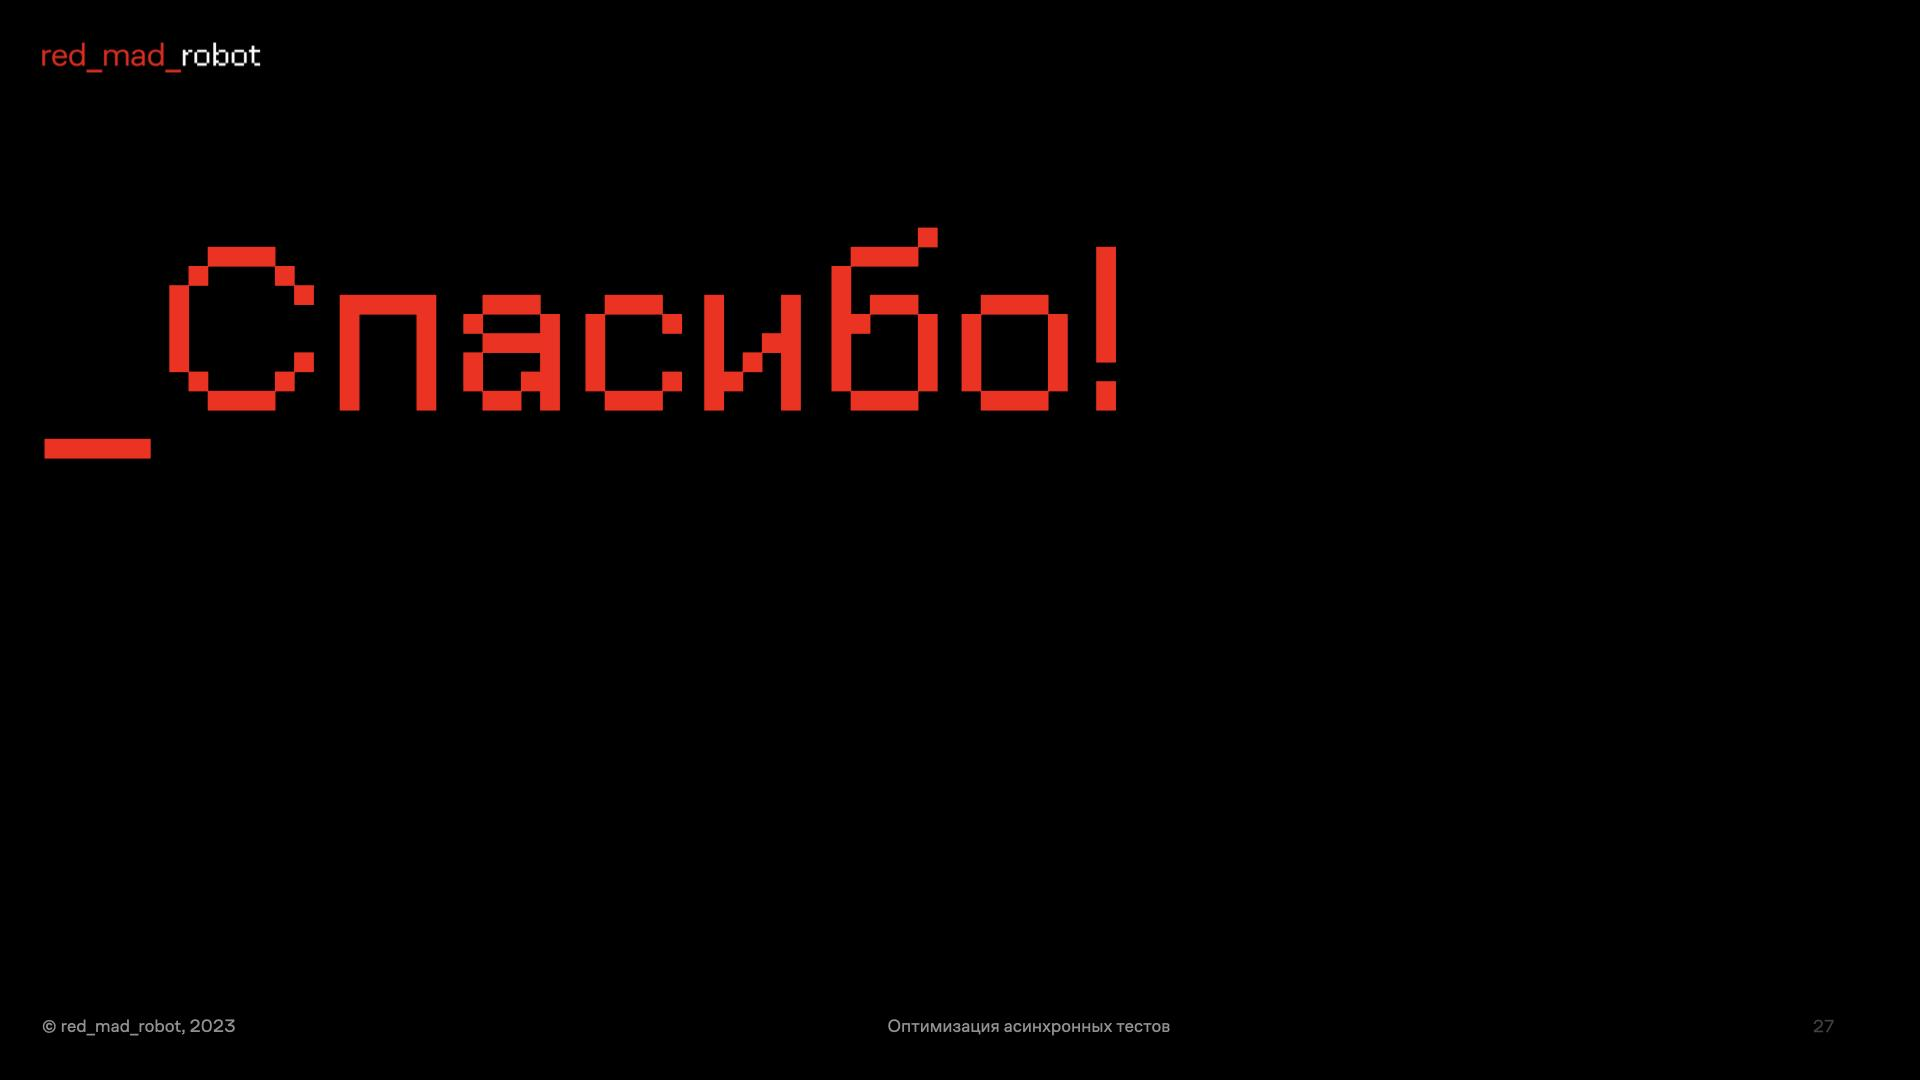 red_mad_robot
_Спасибо!
© red_mad_robot, 2023
Оптимизация асинхронных тестов
27